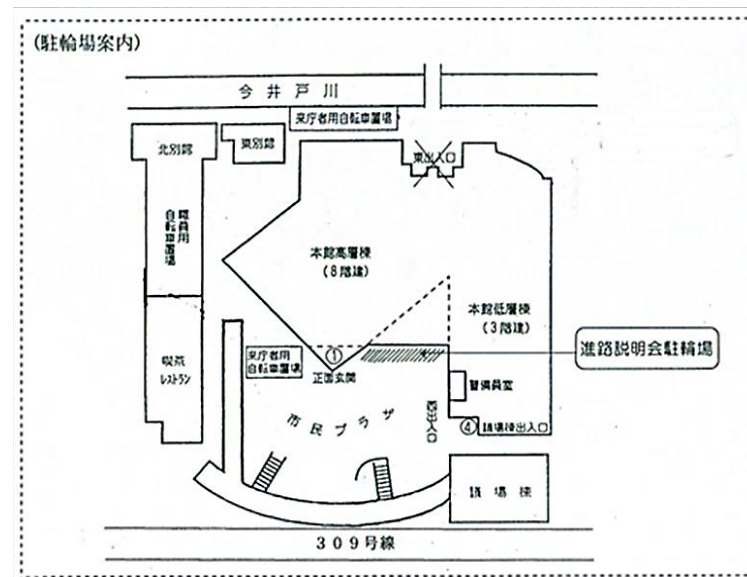 (駐輪場案内)
今井戸川
来庁者用自転車置場
北別館
東別館
東出入口
職員用
自転車置場
本館高層棟
(8階建)
本館低層棟
(3階建)
進路説明会駐輪場
喫茶
レストラン
来庁者用
自転車置場
①
正面玄関
警備員室
市民プラザ
西出入口
④
議場棟出入口
議場棟
309号線